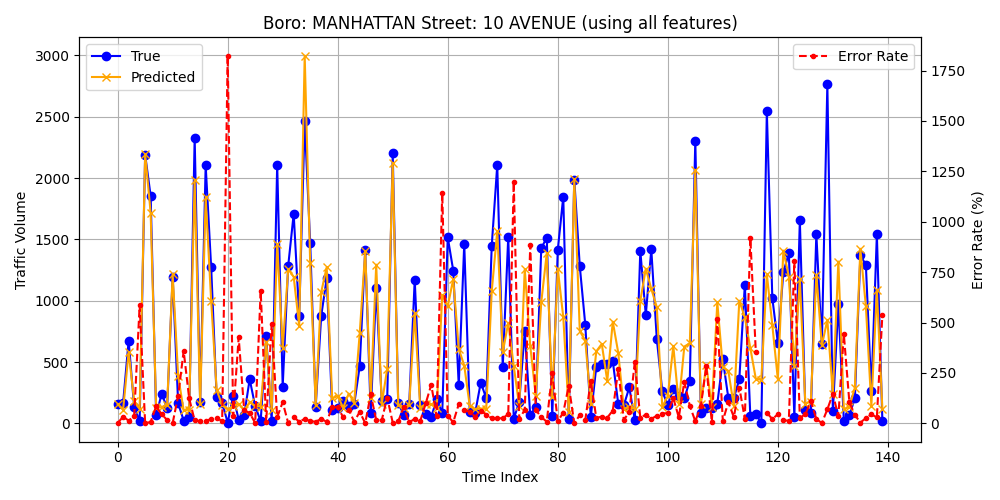 Boro: MANHATTAN Street: 10 AVENUE (using all features)
True
Predicted
Error Rate
3000
2500
2000
1500
1000
500
0
Traffic Volume
1750
1500
1250
1000
750
500
250
0
Error Rate (%)
0 20 40 60 80 100 120 140
Time Index